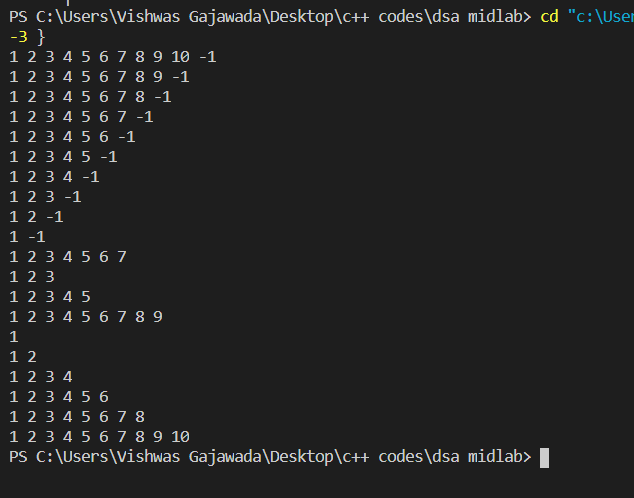 PS C:\Users\Vishwas Gajawada\Desktop\c++ codes\dsa midlab> cd "c:\User
-3 }
1 2 3 4 5 6 7 8 9 10 -1
1 2 3 4 5 6 7 8 9 -1
1 2 3 4 5 6 7 8 -1
1 2 3 4 5 6 7 -1
1 2 3 4 5 6 -1
1 2 3 4 5 -1
1 2 3 4 -1
1 2 3 -1
1 2 -1
1 -1
1 2 3 4 5 6 7
1 2 3
1 2 3 4 5
1 2 3 4 5 6 7 8 9
1
1 2
1 2 3 4
1 2 3 4 5 6
1 2 3 4 5 6 7 8
1 2 3 4 5 6 7 8 9 10
PS C:\Users\Vishwas Gajawada\Desktop\c++ codes\dsa midlab>